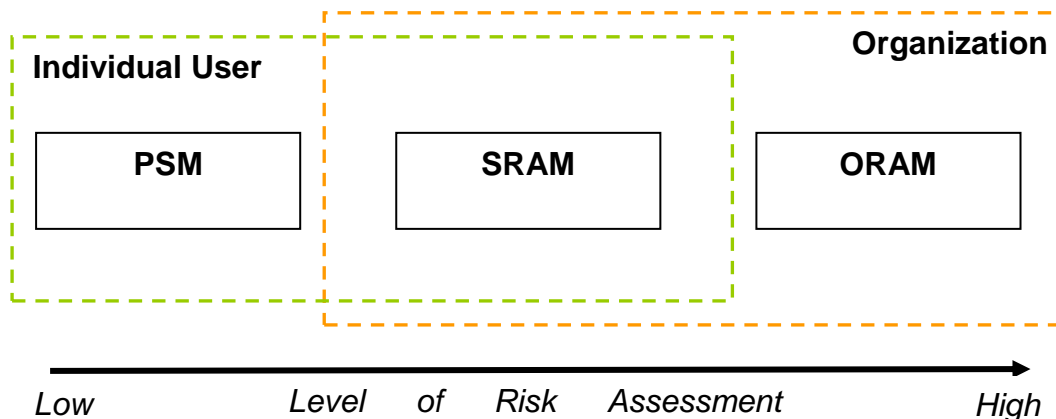 Organization
Individual User
PSM SRAM ORAM
Low Level of Risk Assessment High